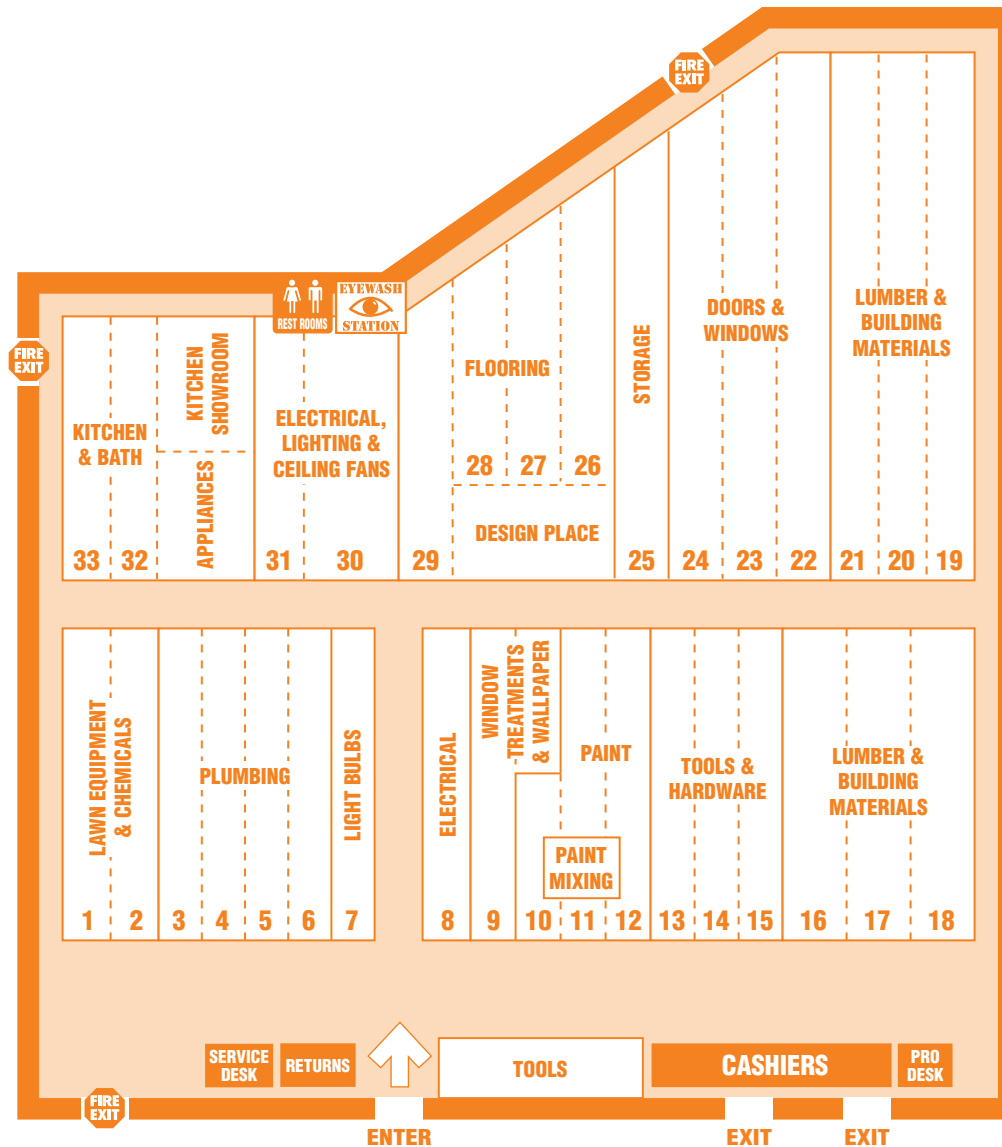 FIRE
EXIT
REST ROOMS
EYEWASH
STATION
FIRE
EXIT
KITCHEN
& BATH
KITCHEN
SHOWROOM
APPLIANCES
ELECTRICAL,
LIGHTING &
CEILING FANS
FLOORING
28 27 26
DESIGN PLACE
STORAGE
DOORS &
WINDOWS
LUMBER &
BUILDING
MATERIALS
33 32 31 30 29 25 24 23 22 21 20 19
LAWN EQUIPMENT
& CHEMICALS
PLUMBING
LIGHT BULBS
ELECTRICAL
WINDOW
TREATMENTS
& WALLPAPER
PAINT
PAINT
MIXING
TOOLS &
HARDWARE
LUMBER &
BUILDING
MATERIALS
1 2 3 4 5 6 7 8 9 10 11 12 13 14 15 16 17 18
SERVICE
DESK
RETURNS
TOOLS
CASHIERS
PRO
DESK
FIRE
EXIT
ENTER
EXIT
EXIT